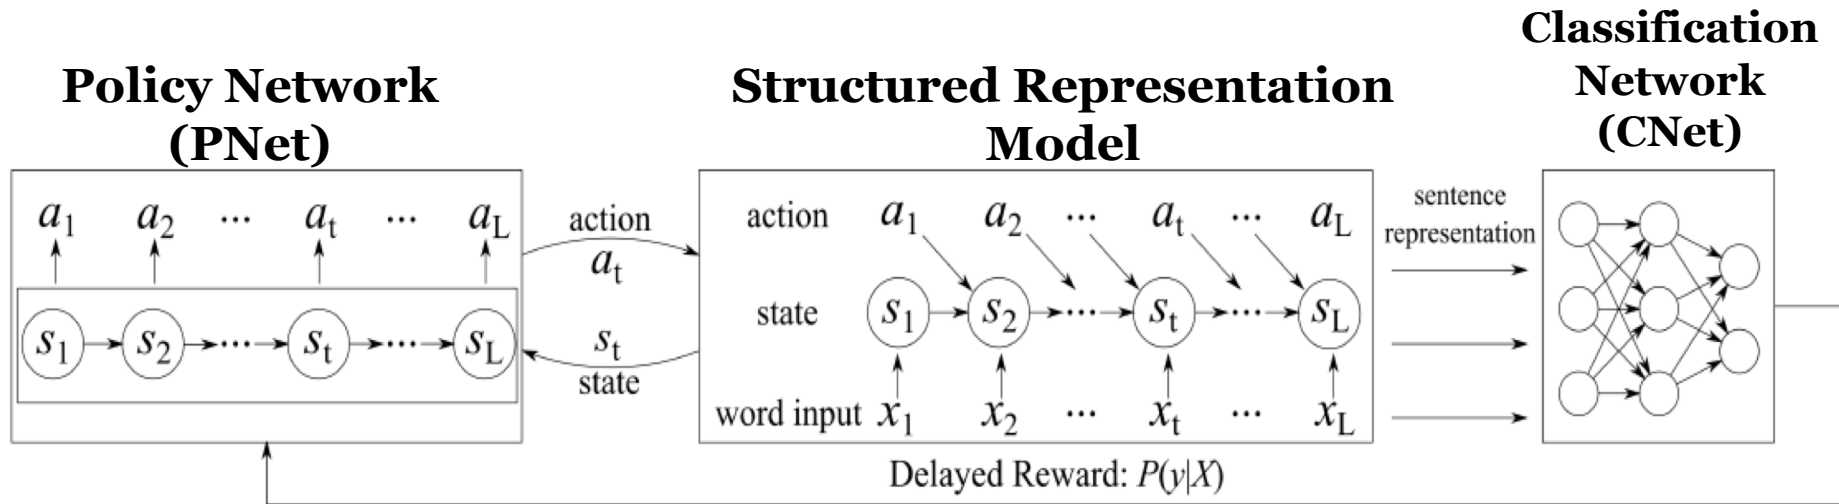 Policy Network
(PNet)
Structured Representation
Model
Classification
Network
(CNet)
a1 a2 ... at ... aL
s1 s2 ... st ... sL
action
at
st
state
action a1 a2 ... at ... aL
state s1 s2 ... st ... sL
word input x1 x2 ... xt ... xL
sentence
representation
Delayed Reward: P(y|X)